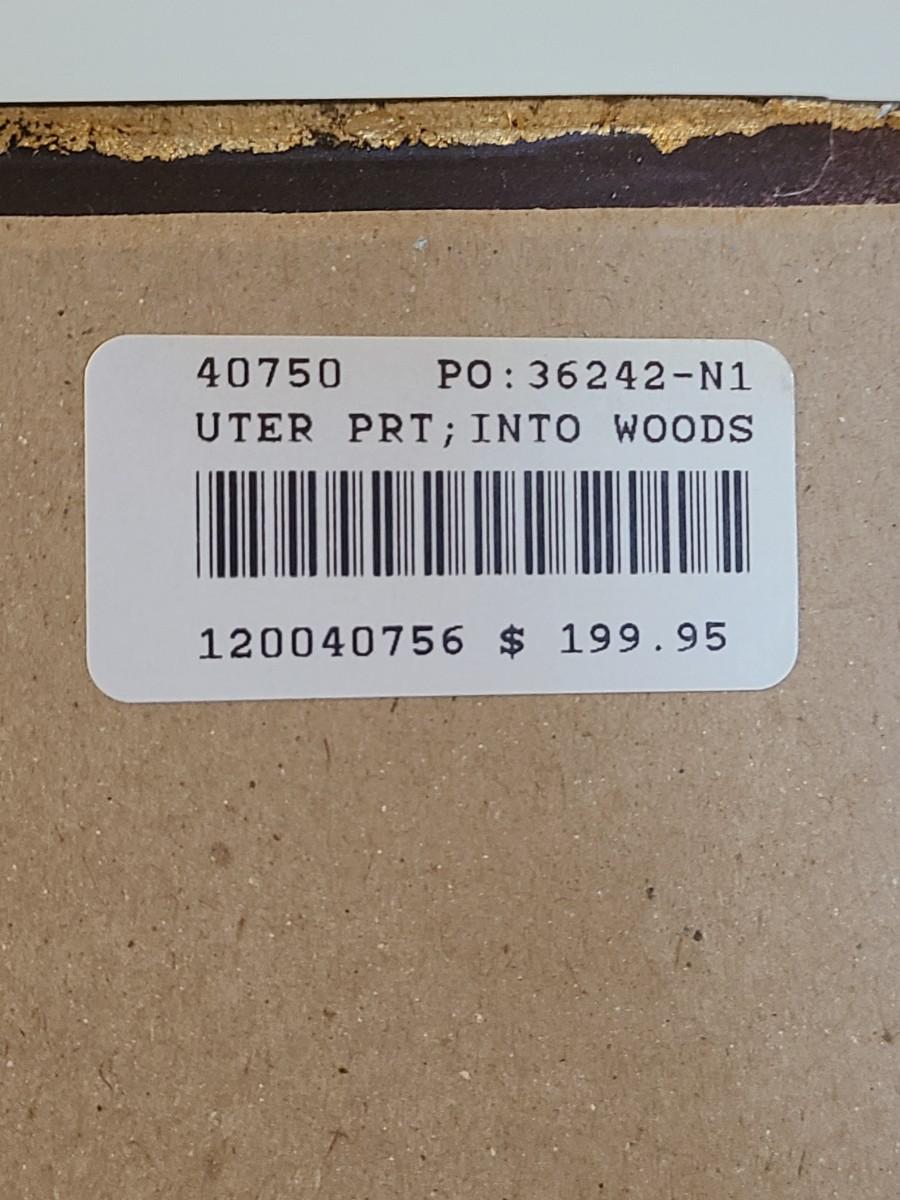 40750 PO:36242-N1
UTER PRT;INTO WOODS
120040756 $ 199.95